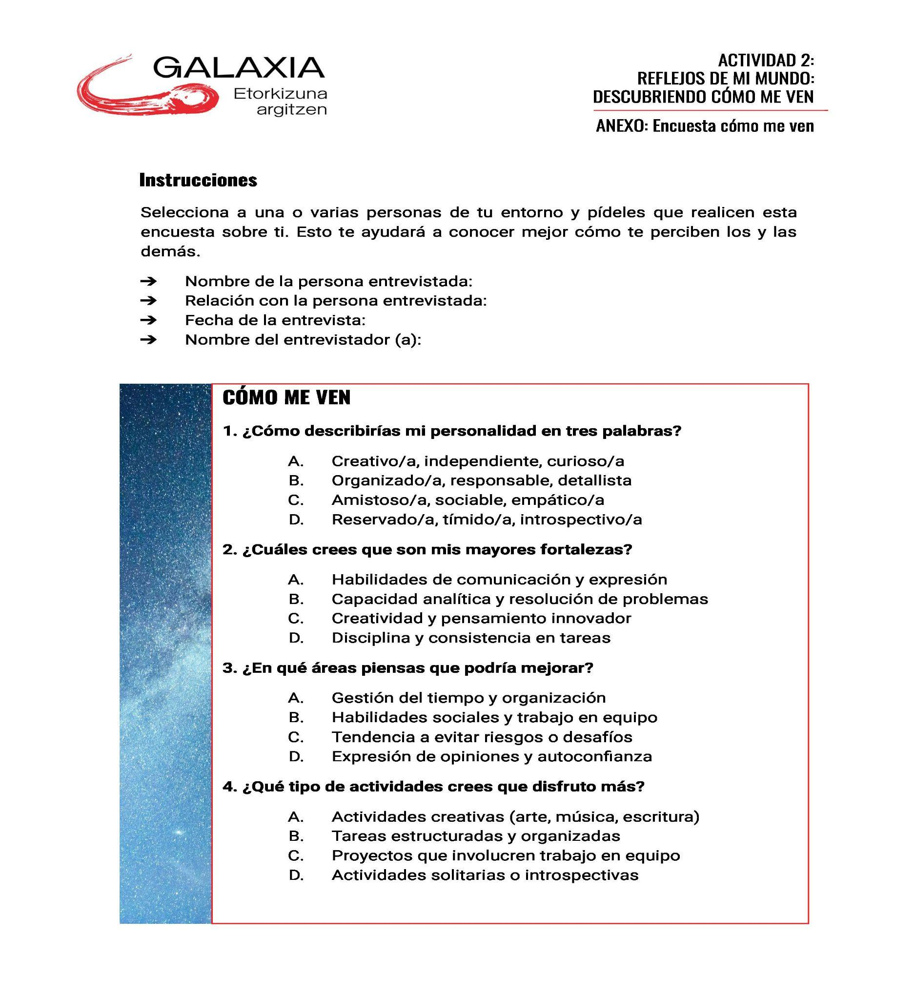 GALAXIA
Etorkizuna
argitzen
ACTIVIDAD 2:
REFLEJOS DE MI MUNDO:
DESCUBRIENDO CÓMO ME VEN
ANEXO: Encuesta cómo me ven
Instrucciones
Selecciona a una o varias personas de tu entorno y pídeles que realicen esta
encuesta sobre ti. Esto te ayudará a conocer mejor cómo te perciben los y las
demás.
➔ Nombre de la persona entrevistada:
➔ Relación con la persona entrevistada:
➔ Fecha de la entrevista:
➔ Nombre del entrevistador (a):
CÓMO ME VEN
1. ¿Cómo describirías mi personalidad en tres palabras?
A. Creativo/a, independiente, curioso/a
B. Organizado/a, responsable, detallista
C. Amistoso/a, sociable, empático/a
D. Reservado/a, tímido/a, introspectivo/a
2. ¿Cuáles crees que son mis mayores fortalezas?
A. Habilidades de comunicación y expresión
B. Capacidad analítica y resolución de problemas
C. Creatividad y pensamiento innovador
D. Disciplina y consistencia en tareas
3. ¿En qué áreas piensas que podría mejorar?
A. Gestión del tiempo y organización
B. Habilidades sociales y trabajo en equipo
C. Tendencia a evitar riesgos o desafíos
D. Expresión de opiniones y autoconfianza
4. ¿Qué tipo de actividades crees que disfruto más?
A. Actividades creativas (arte, música, escritura)
B. Tareas estructuradas y organizadas
C. Proyectos que involucren trabajo en equipo
D. Actividades solitarias o introspectivas